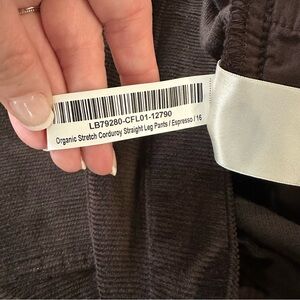 LB79280-CFL01-12790
Organic Stretch Corduroy Straight Leg Pants / Espresso / 16